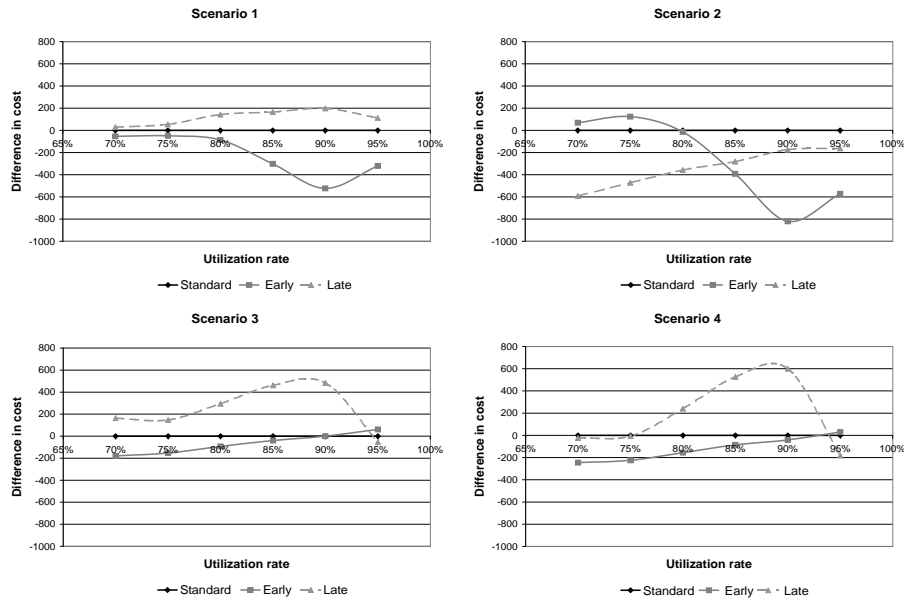 Scenario 1
800
600
400
200
0
-200
-400
-600
-800
-1000
65% 70% 75% 80% 85% 90% 95% 100%
Difference in cost
Utilization rate
Standard Early Late
Scenario 2
800
600
400
200
0
-200
-400
-600
-800
-1000
65% 70% 75% 80% 85% 90% 95% 100%
Difference in cost
Utilization rate
Standard Early Late
Scenario 3
800
600
400
200
0
-200
-400
-600
-800
-1000
65% 70% 75% 80% 85% 90% 95% 100%
Difference in cost
Utilization rate
Standard Early Late
Scenario 4
800
600
400
200
0
-200
-400
-600
-800
-1000
65% 70% 75% 80% 85% 90% 95% 100%
Difference in cost
Utilization rate
Standard Early Late